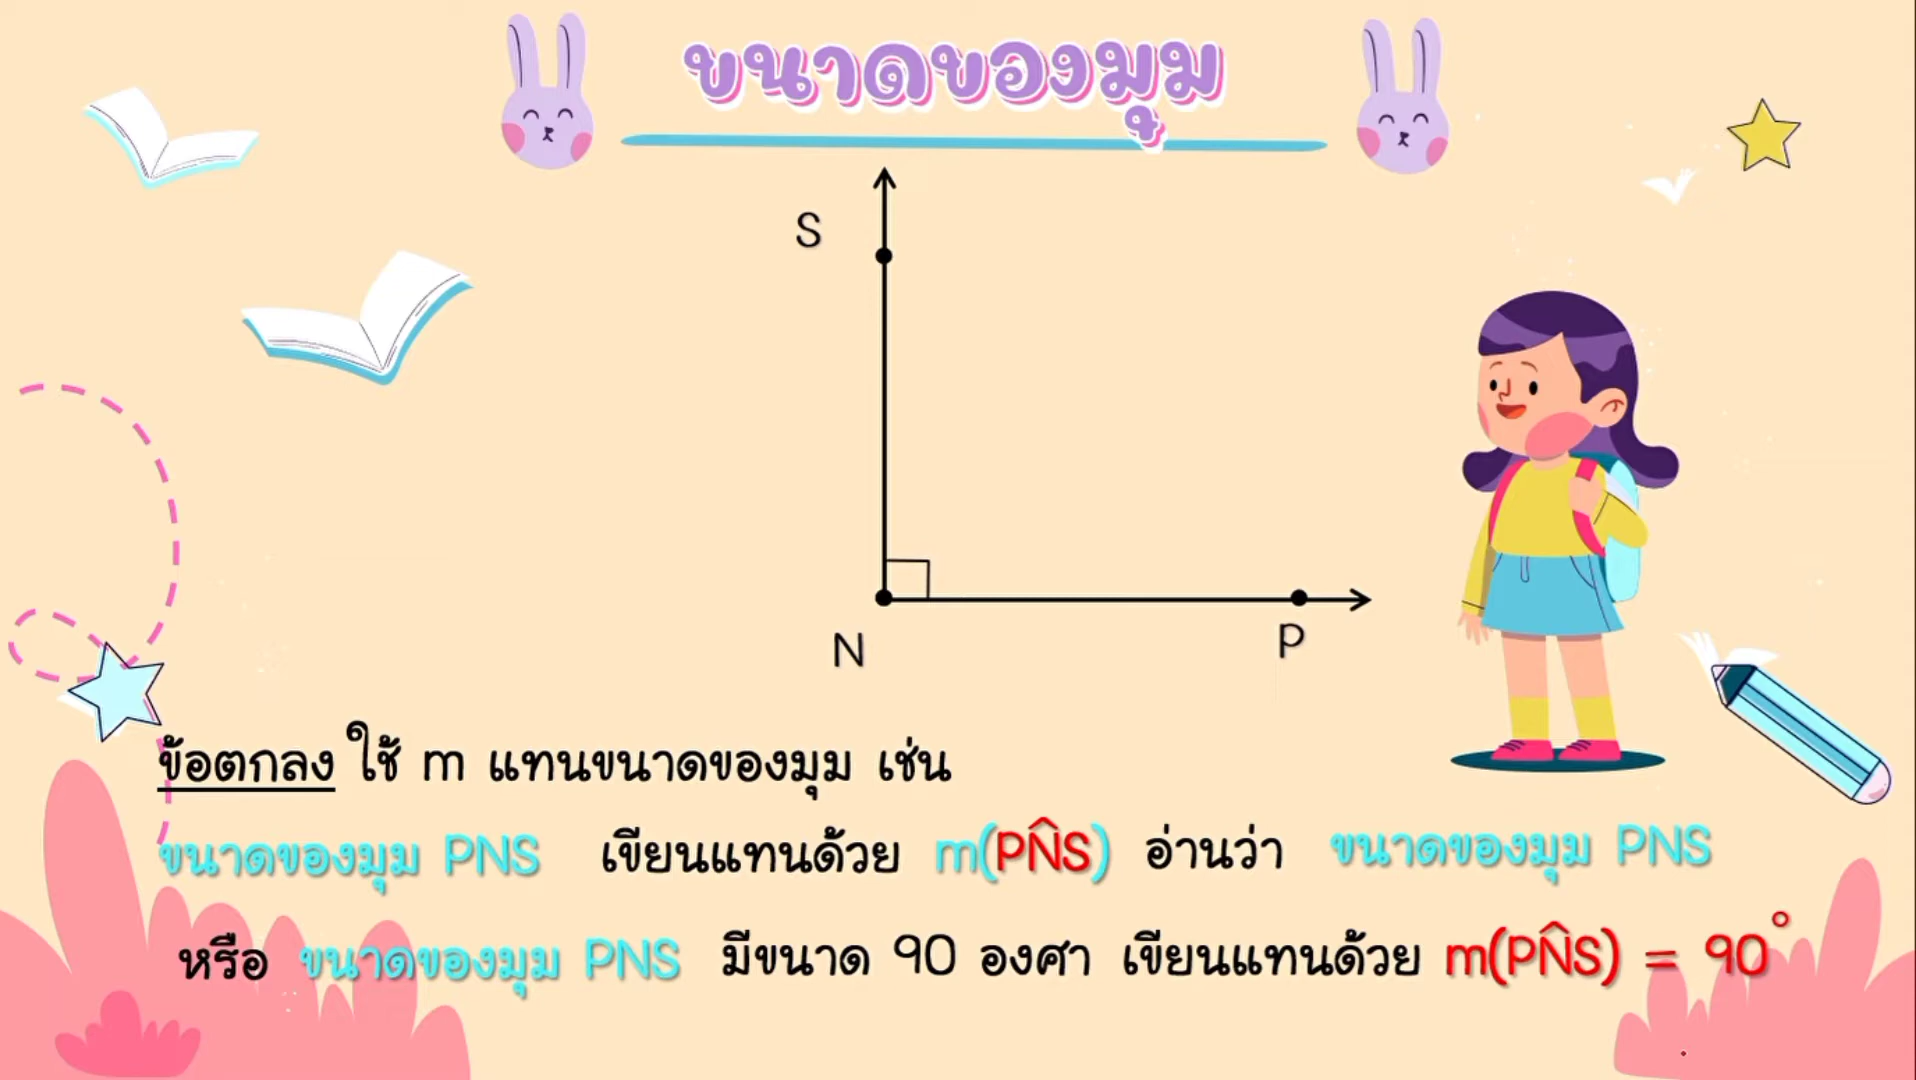 ขนาดของมุม
S
N
P
ข้อตกลง ใช้ m แทนขนาดของมุม เช่น
ขนาดของมุม PNS เขียนแทนด้วย m(PN̂S) อ่านว่า ขนาดของมุม PNS
หรือ ขนาดของมุม PNS มีขนาด 90 องศา เขียนแทนด้วย m(PN̂S) = 90°